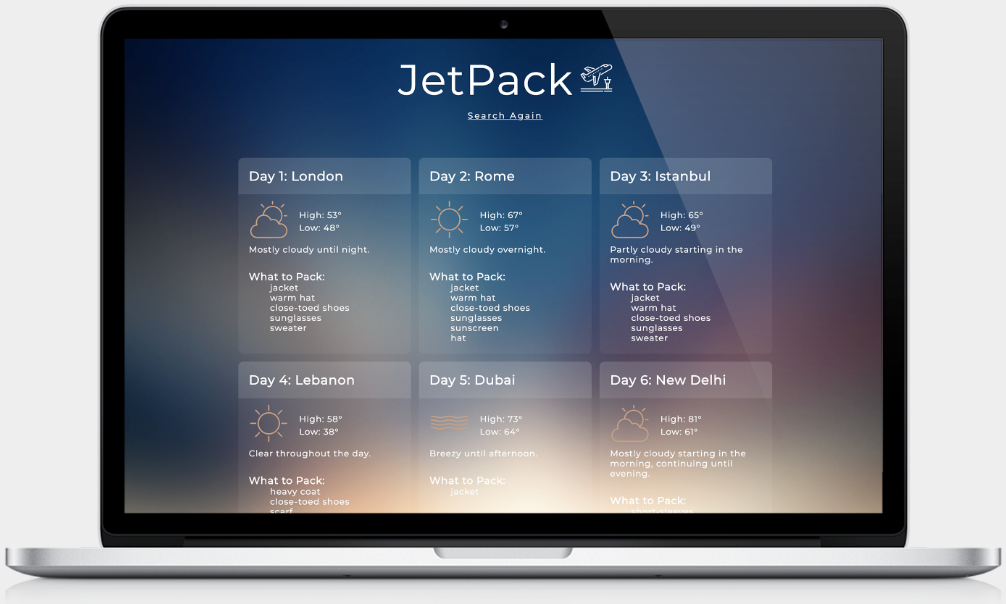 JetPack
Search Again
Day 1: London
High: 53°
Low: 48°
Mostly cloudy until night.
What to Pack:
jacket
warm hat
close-toed shoes
sunglasses
sweater
Day 2: Rome
High: 67°
Low: 57°
Mostly cloudy overnight.
What to Pack:
jacket
warm hat
close-toed shoes
sunglasses
sunscreen
hat
Day 3: Istanbul
High: 65°
Low: 49°
Partly cloudy starting in the
morning.
What to Pack:
jacket
warm hat
close-toed shoes
sunglasses
sweater
Day 4: Lebanon
High: 58°
Low: 38°
Clear throughout the day.
What to Pack:
heavy coat
close-toed shoes
scarf
Day 5: Dubai
High: 73°
Low: 64°
Breezy until afternoon.
What to Pack:
jacket
Day 6: New Delhi
High: 81°
Low: 61°
Mostly cloudy starting in the
morning, continuing until
evening.
What to Pack:
short-sleeves